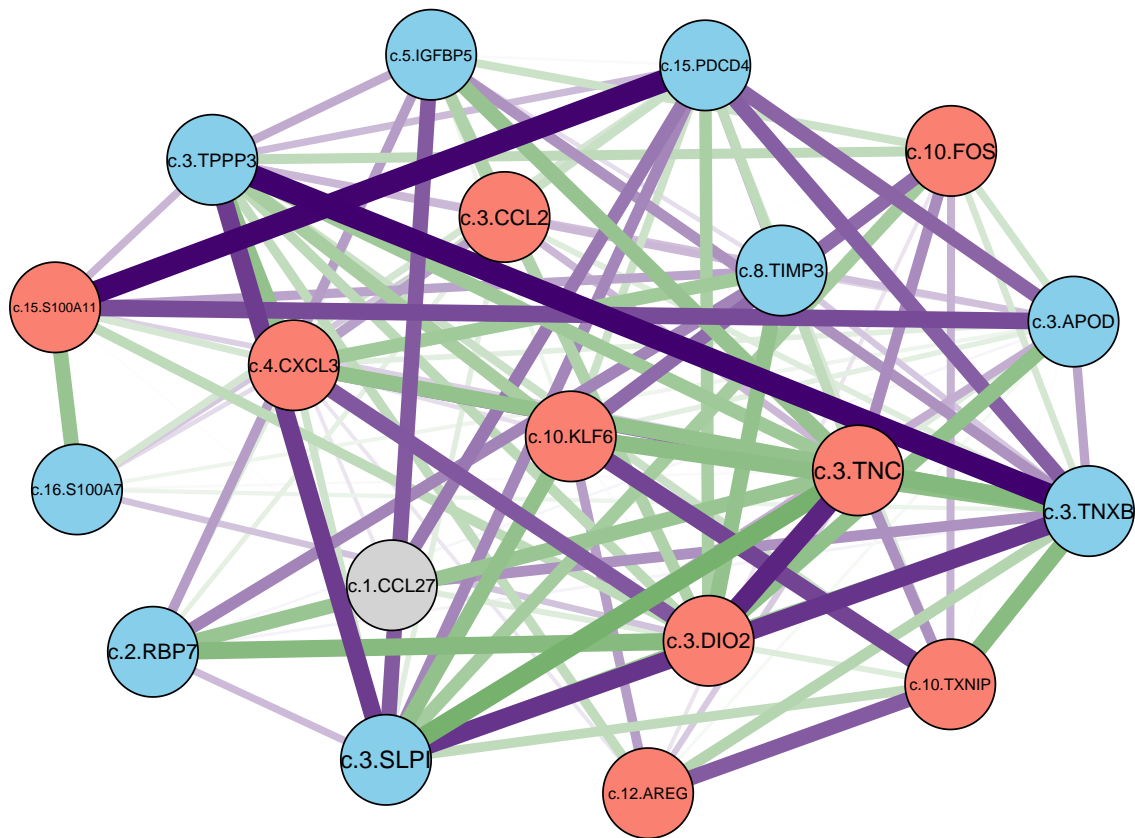 c.5.IGFBP5
c.15.PDCD4
c.3.TPPP3
c.10.FOS
c.3.CCL2
c.8.TIMP3
c.15.S100A11
c.3.APOD
c.4.CXCL3
c.10.KLF6
c.3.TNC
c.16.S100A7
c.3.TNXB
c.1.CCL27
c.2.RBP7
c.3.DIO2
c.10.TXNIP
c.3.SLPI
c.12.AREG